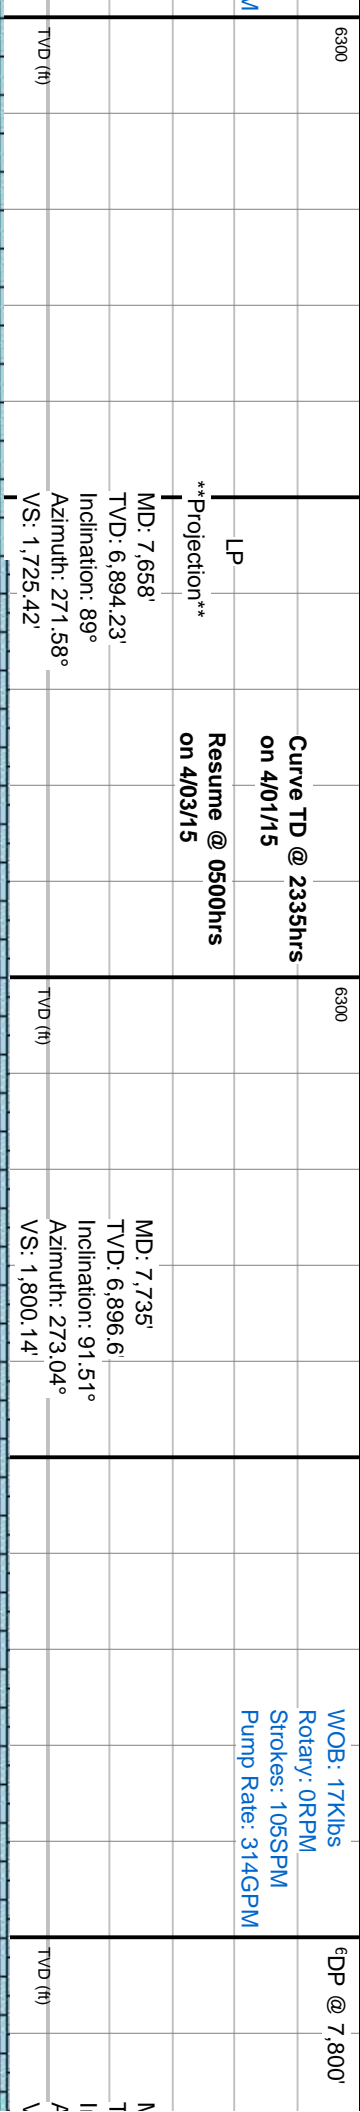 M
6300
TVD (ft)
LP
**Projection**
MD: 7,658'
TVD: 6,894.23'
Inclination: 89°
Azimuth: 271.58°
VS: 1,725.42'
Curve TD @ 2335hrs
on 4/01/15
Resume @ 0500hrs
on 4/03/15
6300
TVD (ft)
MD: 7,735'
TVD: 6,896.6'
Inclination: 91.51°
Azimuth: 273.04°
VS: 1,800.14'
WOB: 17Klbs
Rotary: 0RPM
Strokes: 105SPM
Pump Rate: 314GPM
6DP @ 7,800'
TVD (ft)
M
T
In
A
V